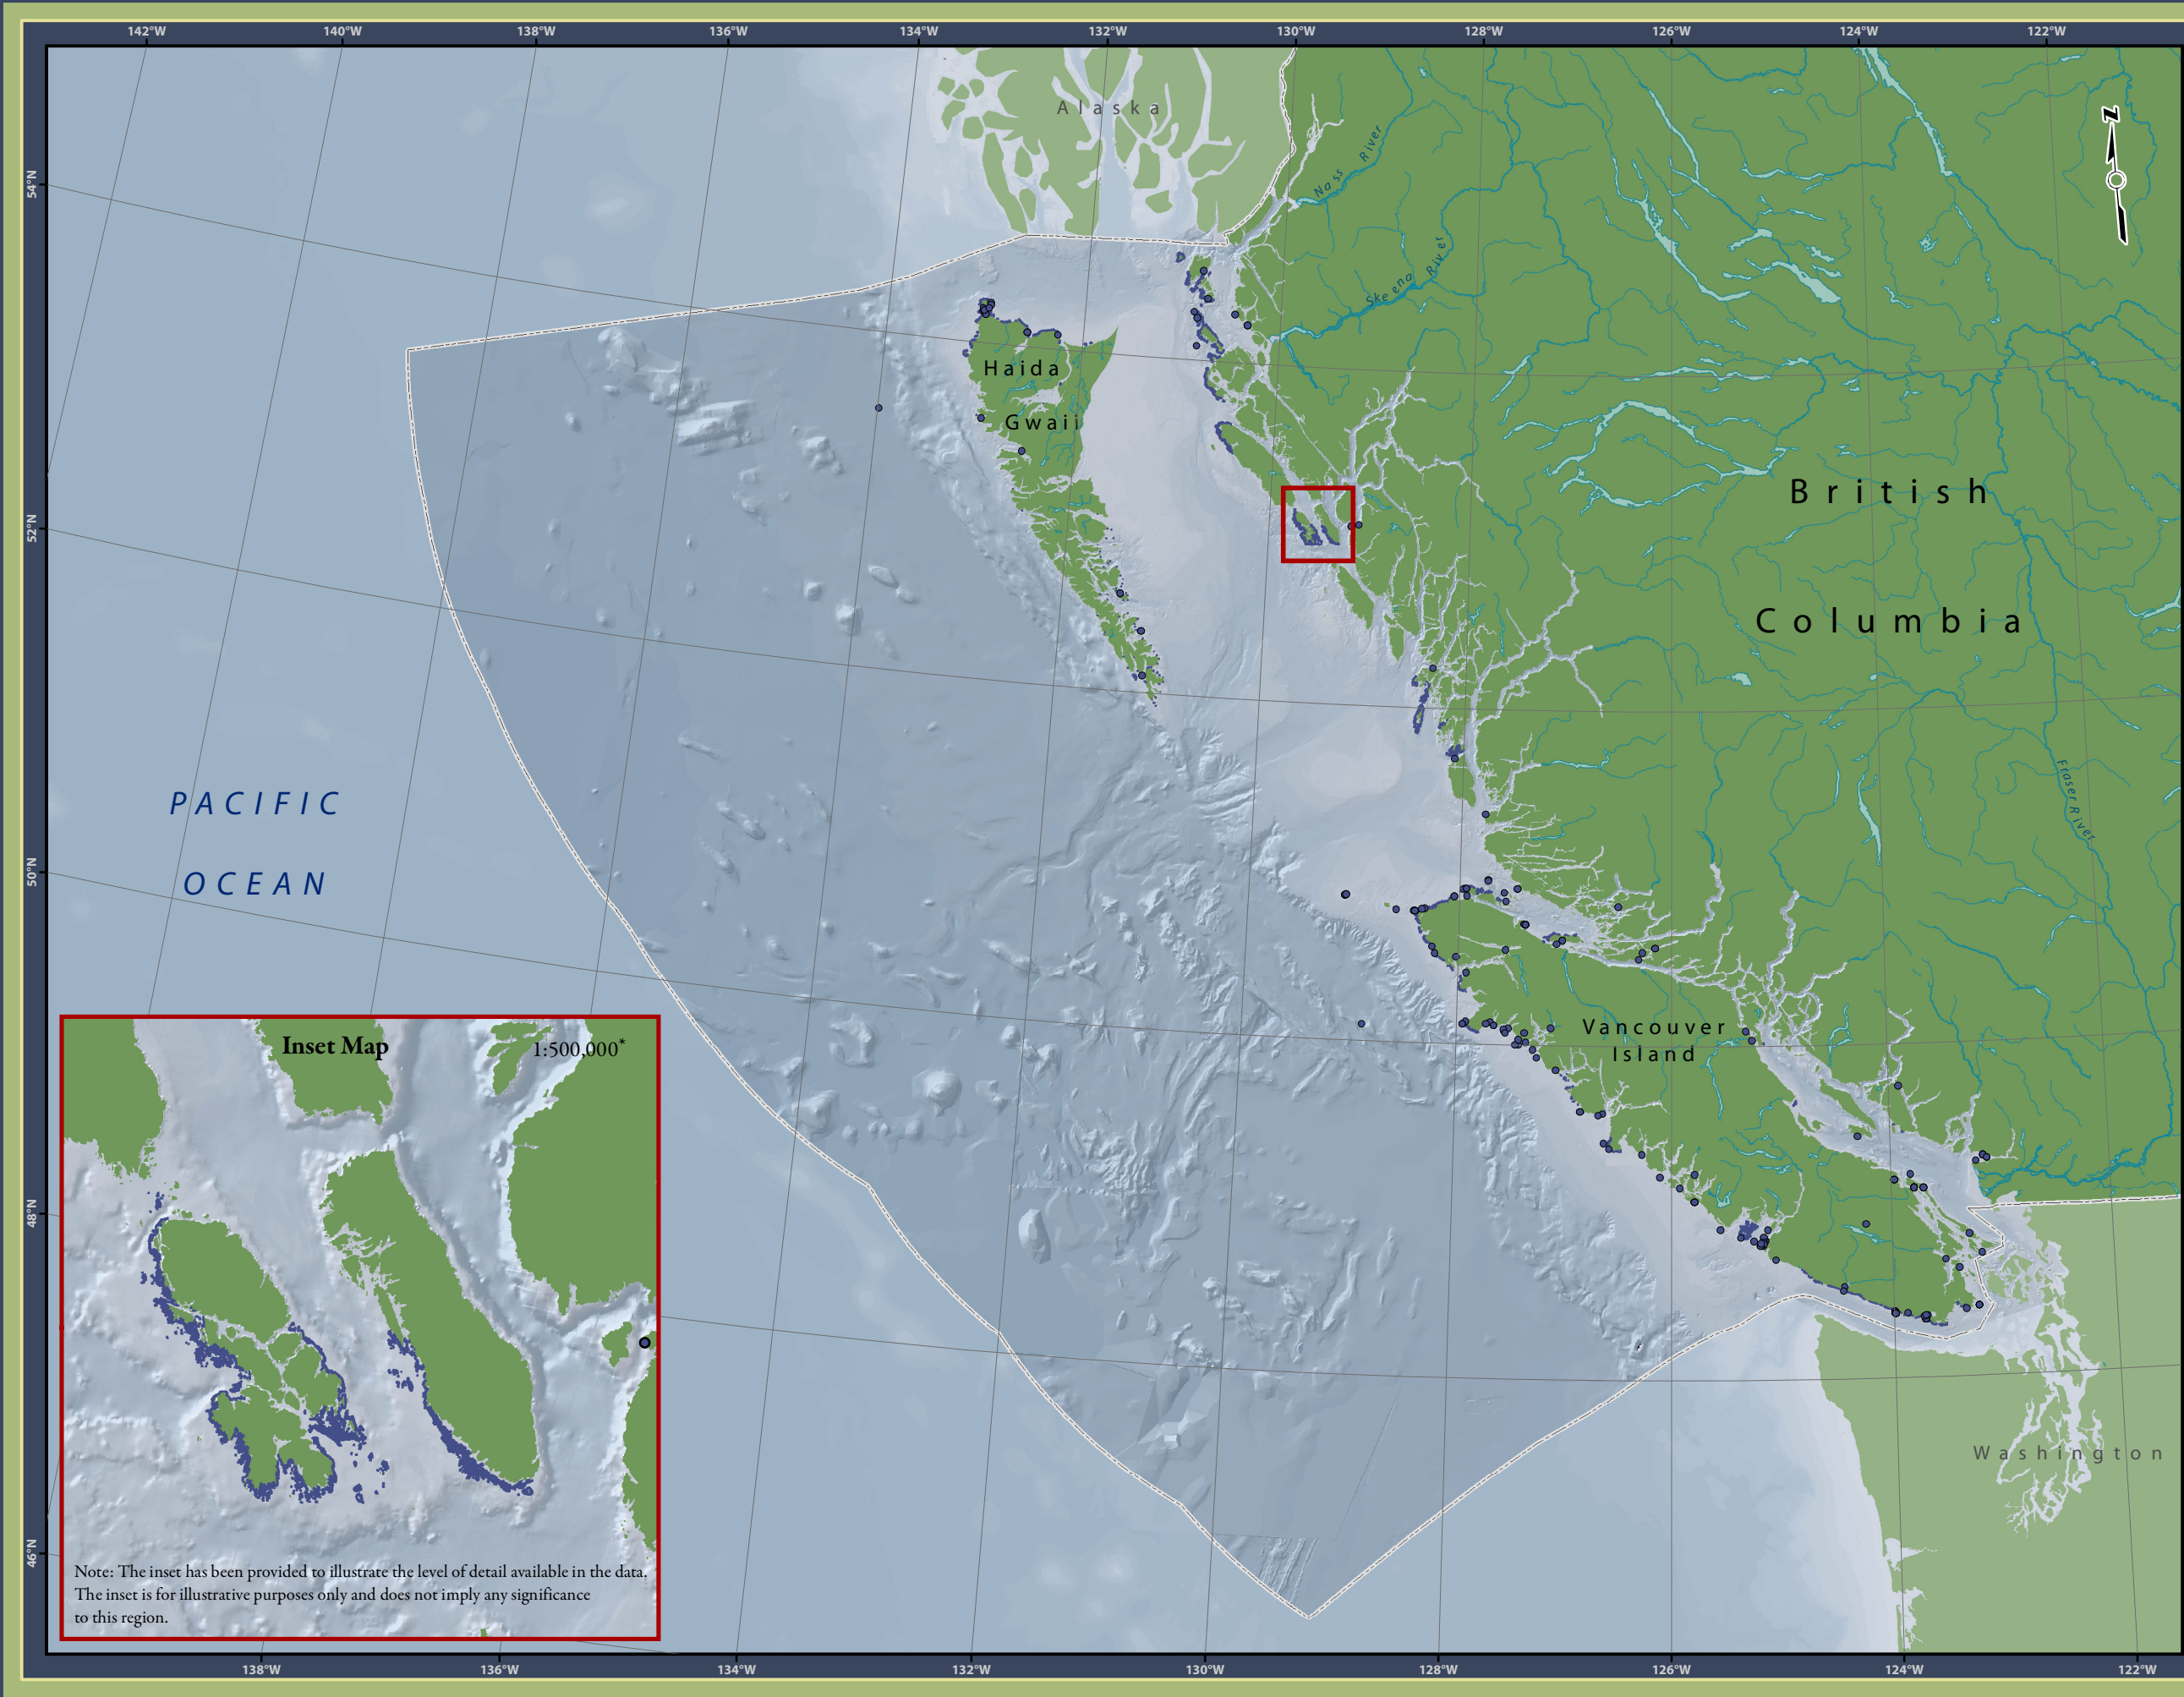 142°W 140°W 138°W 136°W 134°W 132°W 130°W 128°W 126°W 124°W 122°W
54°N
52°N
50°N
48°N
46°N
Alaska
Nass River
Skeena River
N
Haida
Gwaii
British
Columbia
Fraser River
PACIFIC
OCEAN
Vancouver
Island
Washington
Inset Map
1:500,000*
Note: The inset has been provided to illustrate the level of detail available in the data.
The inset is for illustrative purposes only and does not imply any significance
to this region.
138°W 136°W 134°W 132°W 130°W 128°W 126°W 124°W 122°W